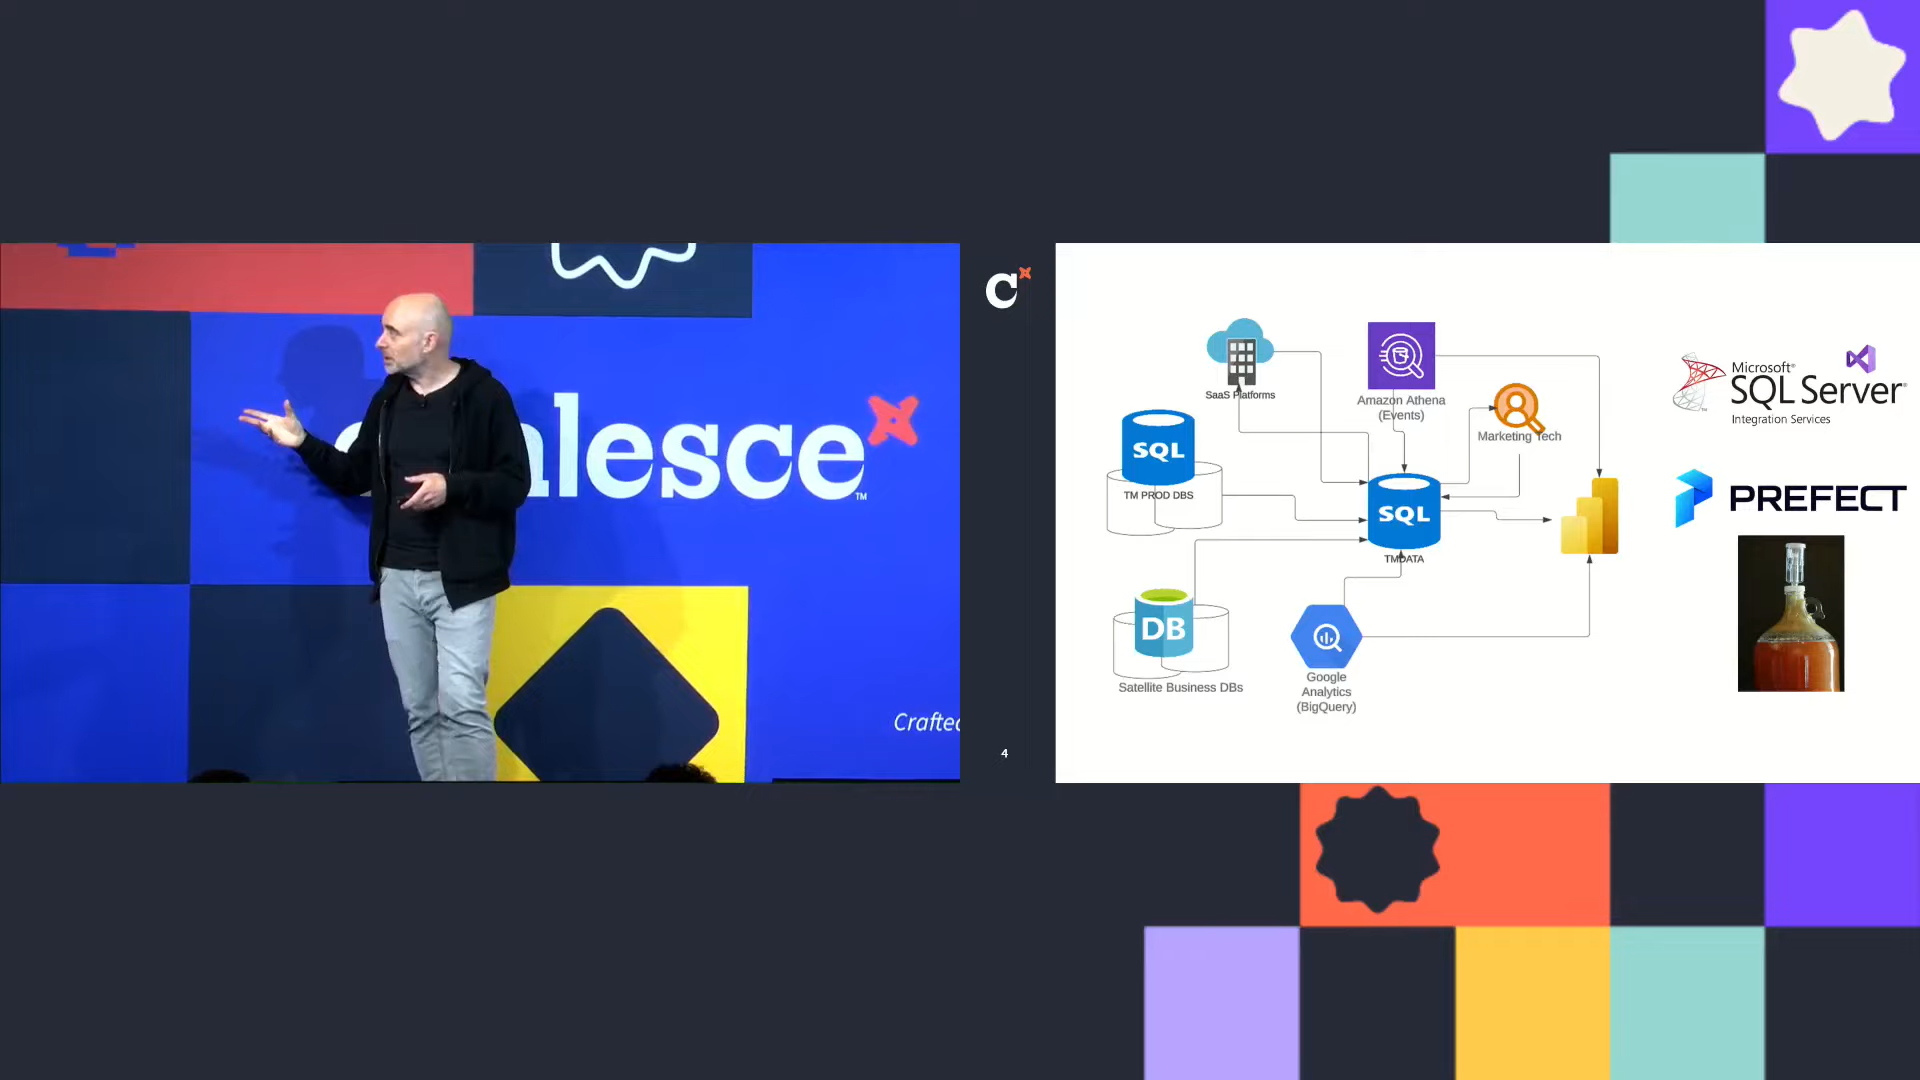 alesce
TM
Crafte
4
SaaS Platforms
Amazon Athena
(Events)
Marketing Tech
SQL
TM PROD DBS
SQL
TMDATA
DB
Satellite Business DBs
Google
Analytics
(BigQuery)
Microsoft®
SQL Server®
Integration Services
PREFECT